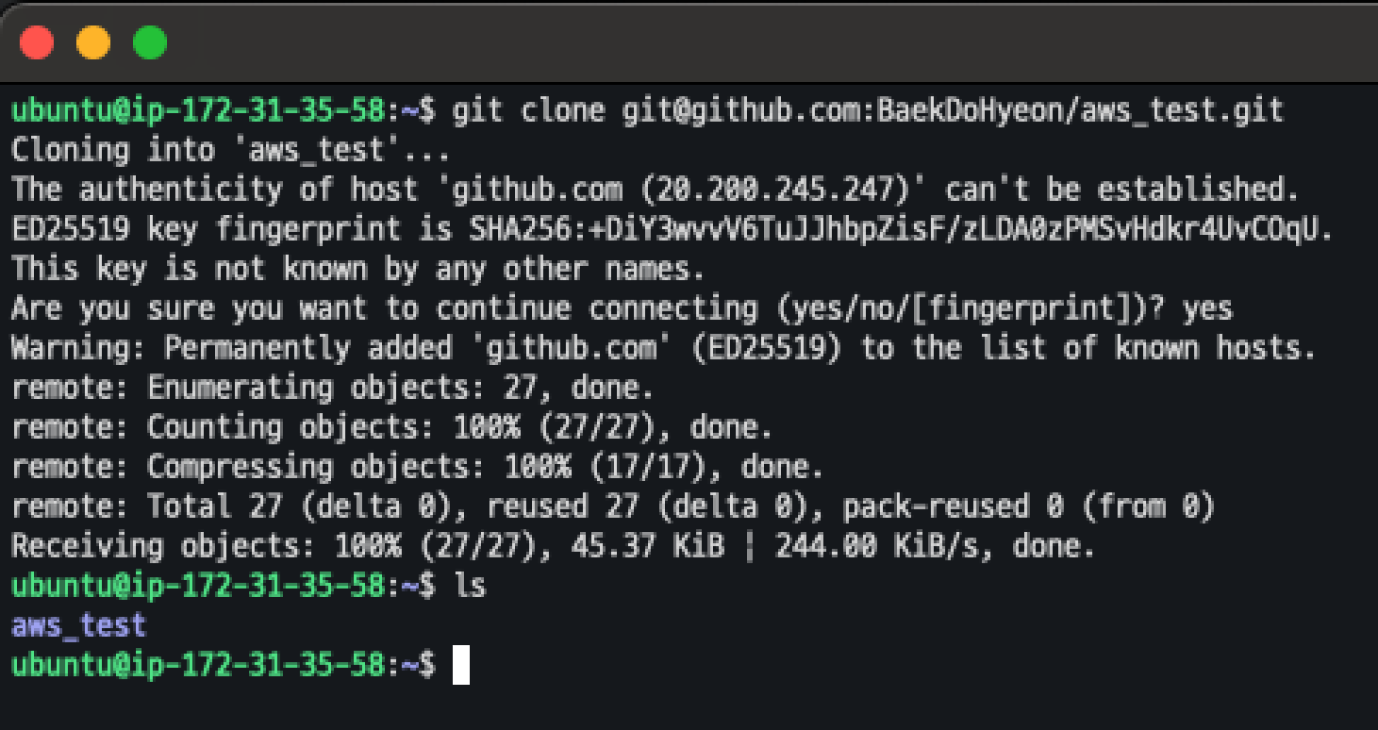 ubuntu@ip-172-31-35-58:~$ git clone git@github.com:BaekDoHyeon/aws_test.git
Cloning into 'aws_test'...
The authenticity of host 'github.com (20.200.245.247)' can't be established.
ED25519 key fingerprint is SHA256:+DiY3wvvV6TuJJhbpZisF/zLDA0zPMSvHdkr4UvCOqU.
This key is not known by any other names.
Are you sure you want to continue connecting (yes/no/[fingerprint])? yes
Warning: Permanently added 'github.com' (ED25519) to the list of known hosts.
remote: Enumerating objects: 27, done.
remote: Counting objects: 100% (27/27), done.
remote: Compressing objects: 100% (17/17), done.
remote: Total 27 (delta 0), reused 27 (delta 0), pack-reused 0 (from 0)
Receiving objects: 100% (27/27), 45.37 KiB | 244.00 KiB/s, done.
ubuntu@ip-172-31-35-58:~$ ls
aws_test
ubuntu@ip-172-31-35-58:~$